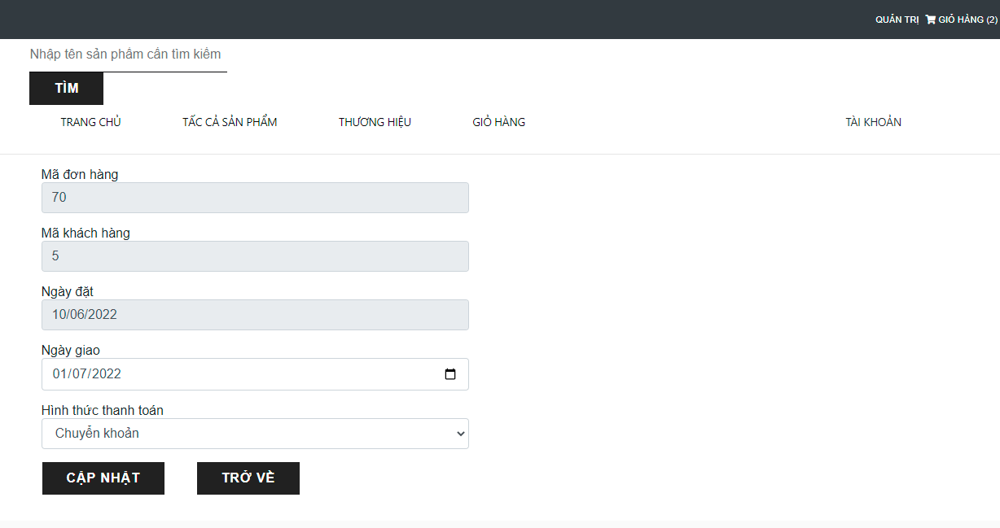 QUẢN TRỊ GIỎ HÀNG (2)
Nhập tên sản phẩm cần tìm kiếm
TÌM
TRANG CHỦ TẤC CẢ SẢN PHẨM THƯƠNG HIỆU GIỎ HÀNG TÀI KHOẢN
Mã đơn hàng
70
Mã khách hàng
5
Ngày đặt
10/06/2022
Ngày giao
01/07/2022
Hình thức thanh toán
Chuyển khoản
CẬP NHẬT TRỞ VỀ